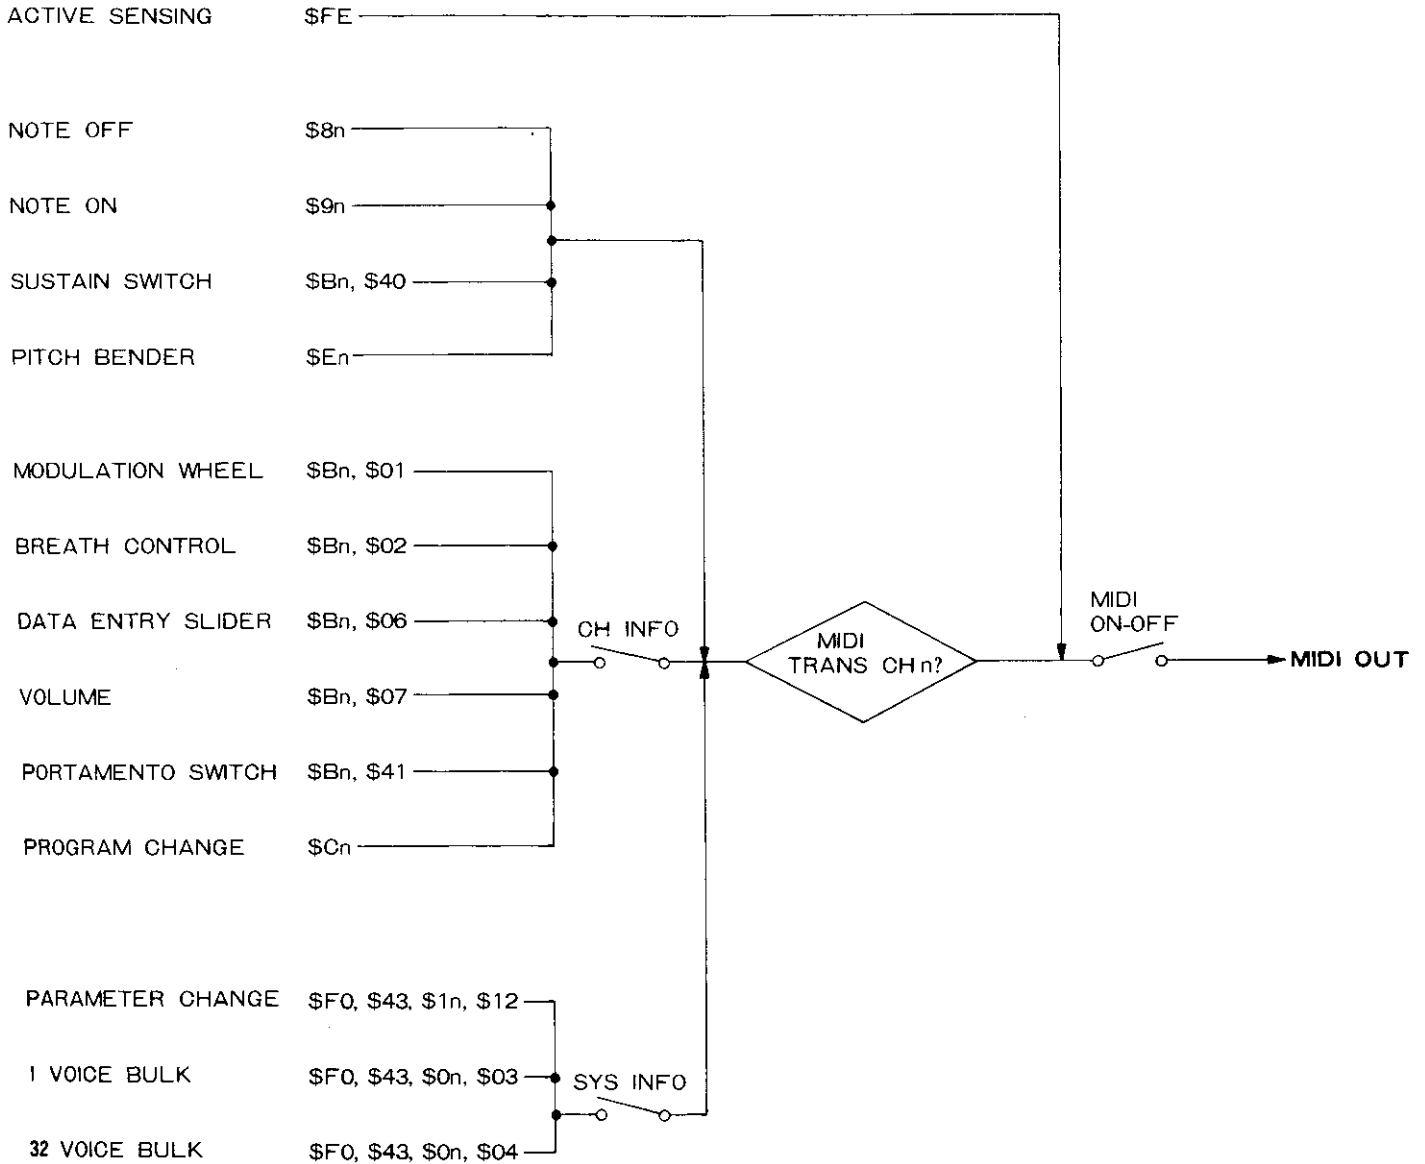 ACTIVE SENSING $FE
NOTE OFF $8n
NOTE ON $9n
SUSTAIN SWITCH $Bn, $40
PITCH BENDER $En
MODULATION WHEEL $Bn, $01
BREATH CONTROL $Bn, $02
DATA ENTRY SLIDER $Bn, $06
VOLUME $Bn, $07
PORTAMENTO SWITCH $Bn, $41
PROGRAM CHANGE $Cn
CH INFO
MIDI
TRANS CH n?
MIDI
ON-OFF
MIDI OUT
PARAMETER CHANGE $F0, $43, $1n, $12
1 VOICE BULK $F0, $43, $0n, $03
SYS INFO
32 VOICE BULK $F0, $43, $0n, $04